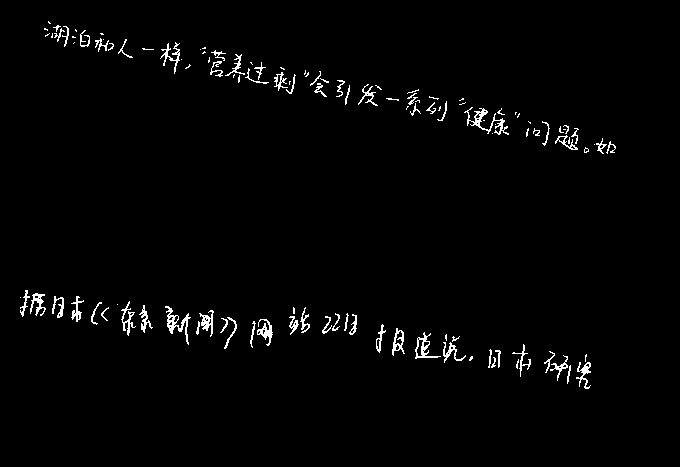 湖泊和人一样，“营养过剩”会引发一系列“健康”问题。如
据日本《东京新闻》网站22日报道说，日本研究